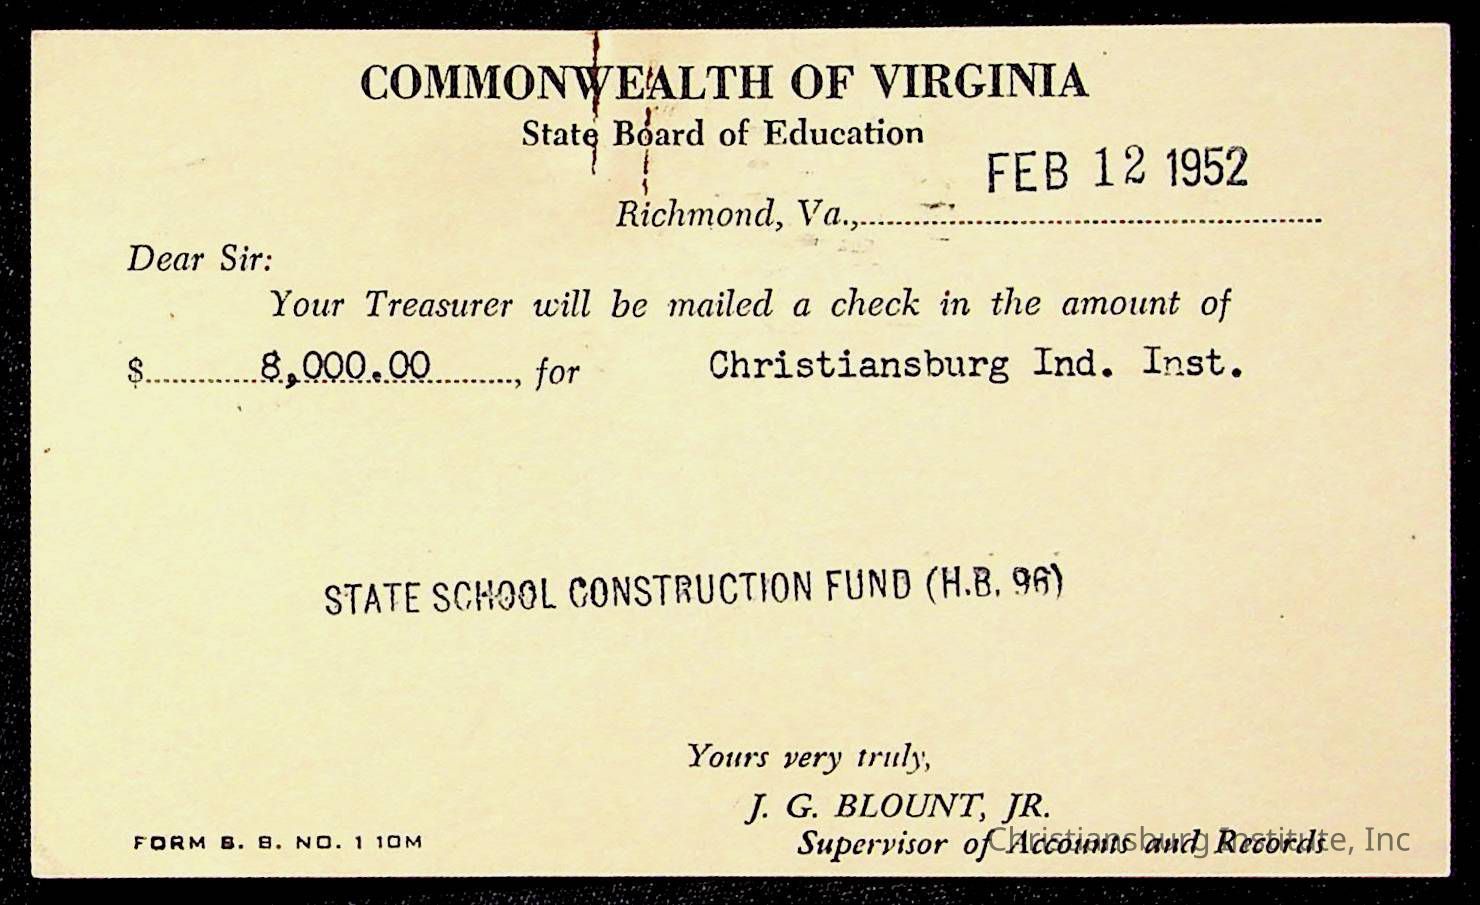 COMMONWEALTH OF VIRGINIA
State Board of Education
FEB 12 1952
Richmond, Va.,
Dear Sir:
Your Treasurer will be mailed a check in the amount of
$ 8,000.00, for Christiansburg Ind. Inst.
STATE SCHOOL CONSTRUCTION FUND (H.B. 96)
Yours very truly,
J. G. BLOUNT, JR.
Supervisor of Accounts and Records
Christiansburg Institute, Inc
FORM S. B. NO. 1 10M